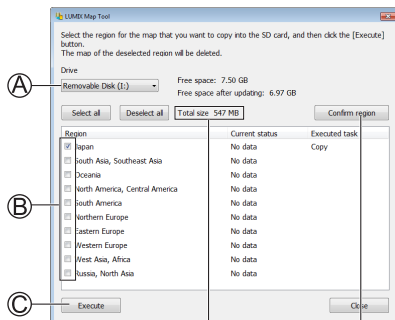 LUMIX Map Tool
Select the region for the map that you want to copy into the SD card, and then click the [Execute]
button.
The map of the deselected region will be deleted.
Drive
A
Removable Disk (I:)
Free space: 7.50 GB
Free space after updating: 6.97 GB
Select all Deselect all Total size 547 MB Confirm region
Region Current status Executed task
Japan No data Copy
South Asia, Southeast Asia No data
Oceania No data
North America, Central America No data
B
South America No data
Northern Europe No data
Eastern Europe No data
Western Europe No data
West Asia, Africa No data
Russia, North Asia No data
C
Execute Close